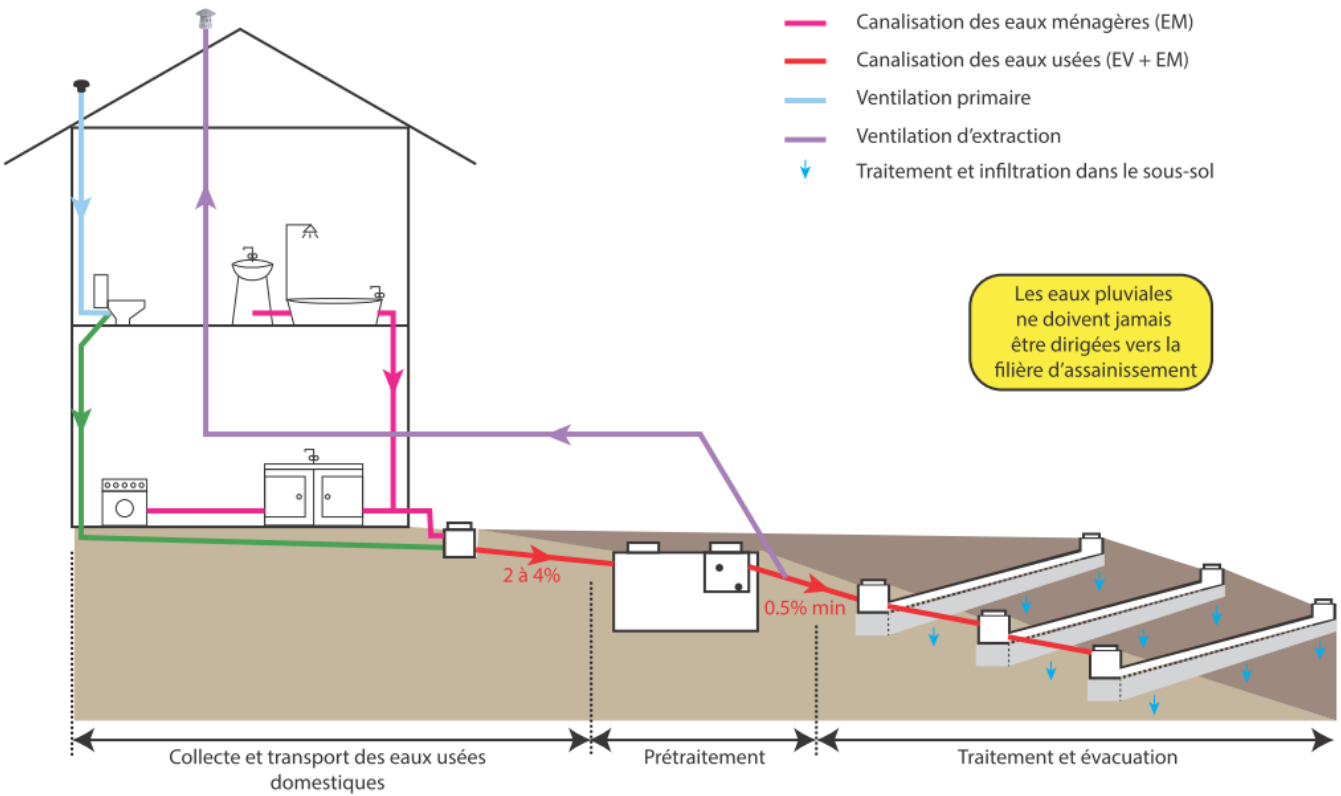 Canalisation des eaux ménagères (EM)
Canalisation des eaux usées (EV + EM)
Ventilation primaire
Ventilation d'extraction
Traitement et infiltration dans le sous-sol
Les eaux pluviales
ne doivent jamais
être dirigées vers la
filière d'assainissement
2 à 4%
0.5% min
Collecte et transport des eaux usées
domestiques
Prétraitement
Traitement et évacuation